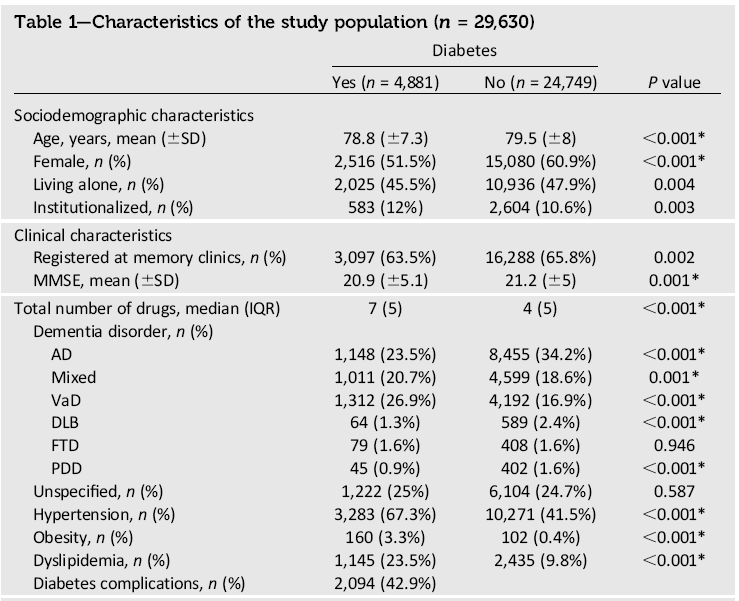 Table 1—Characteristics of the study population (n = 29,630)
Diabetes
Yes (n = 4,881) No (n = 24,749) P value
Sociodemographic characteristics
Age, years, mean (±SD) 78.8 (±7.3) 79.5 (±8) <0.001*
Female, n (%) 2,516 (51.5%) 15,080 (60.9%) <0.001*
Living alone, n (%) 2,025 (45.5%) 10,936 (47.9%) 0.004
Institutionalized, n (%) 583 (12%) 2,604 (10.6%) 0.003
Clinical characteristics
Registered at memory clinics, n (%) 3,097 (63.5%) 16,288 (65.8%) 0.002
MMSE, mean (±SD) 20.9 (±5.1) 21.2 (±5) 0.001*
Total number of drugs, median (IQR) 7 (5) 4 (5) <0.001*
Dementia disorder, n (%)
AD 1,148 (23.5%) 8,455 (34.2%) <0.001*
Mixed 1,011 (20.7%) 4,599 (18.6%) 0.001*
VaD 1,312 (26.9%) 4,192 (16.9%) <0.001*
DLB 64 (1.3%) 589 (2.4%) <0.001*
FTD 79 (1.6%) 408 (1.6%) 0.946
PDD 45 (0.9%) 402 (1.6%) <0.001*
Unspecified, n (%) 1,222 (25%) 6,104 (24.7%) 0.587
Hypertension, n (%) 3,283 (67.3%) 10,271 (41.5%) <0.001*
Obesity, n (%) 160 (3.3%) 102 (0.4%) <0.001*
Dyslipidemia, n (%) 1,145 (23.5%) 2,435 (9.8%) <0.001*
Diabetes complications, n (%) 2,094 (42.9%)